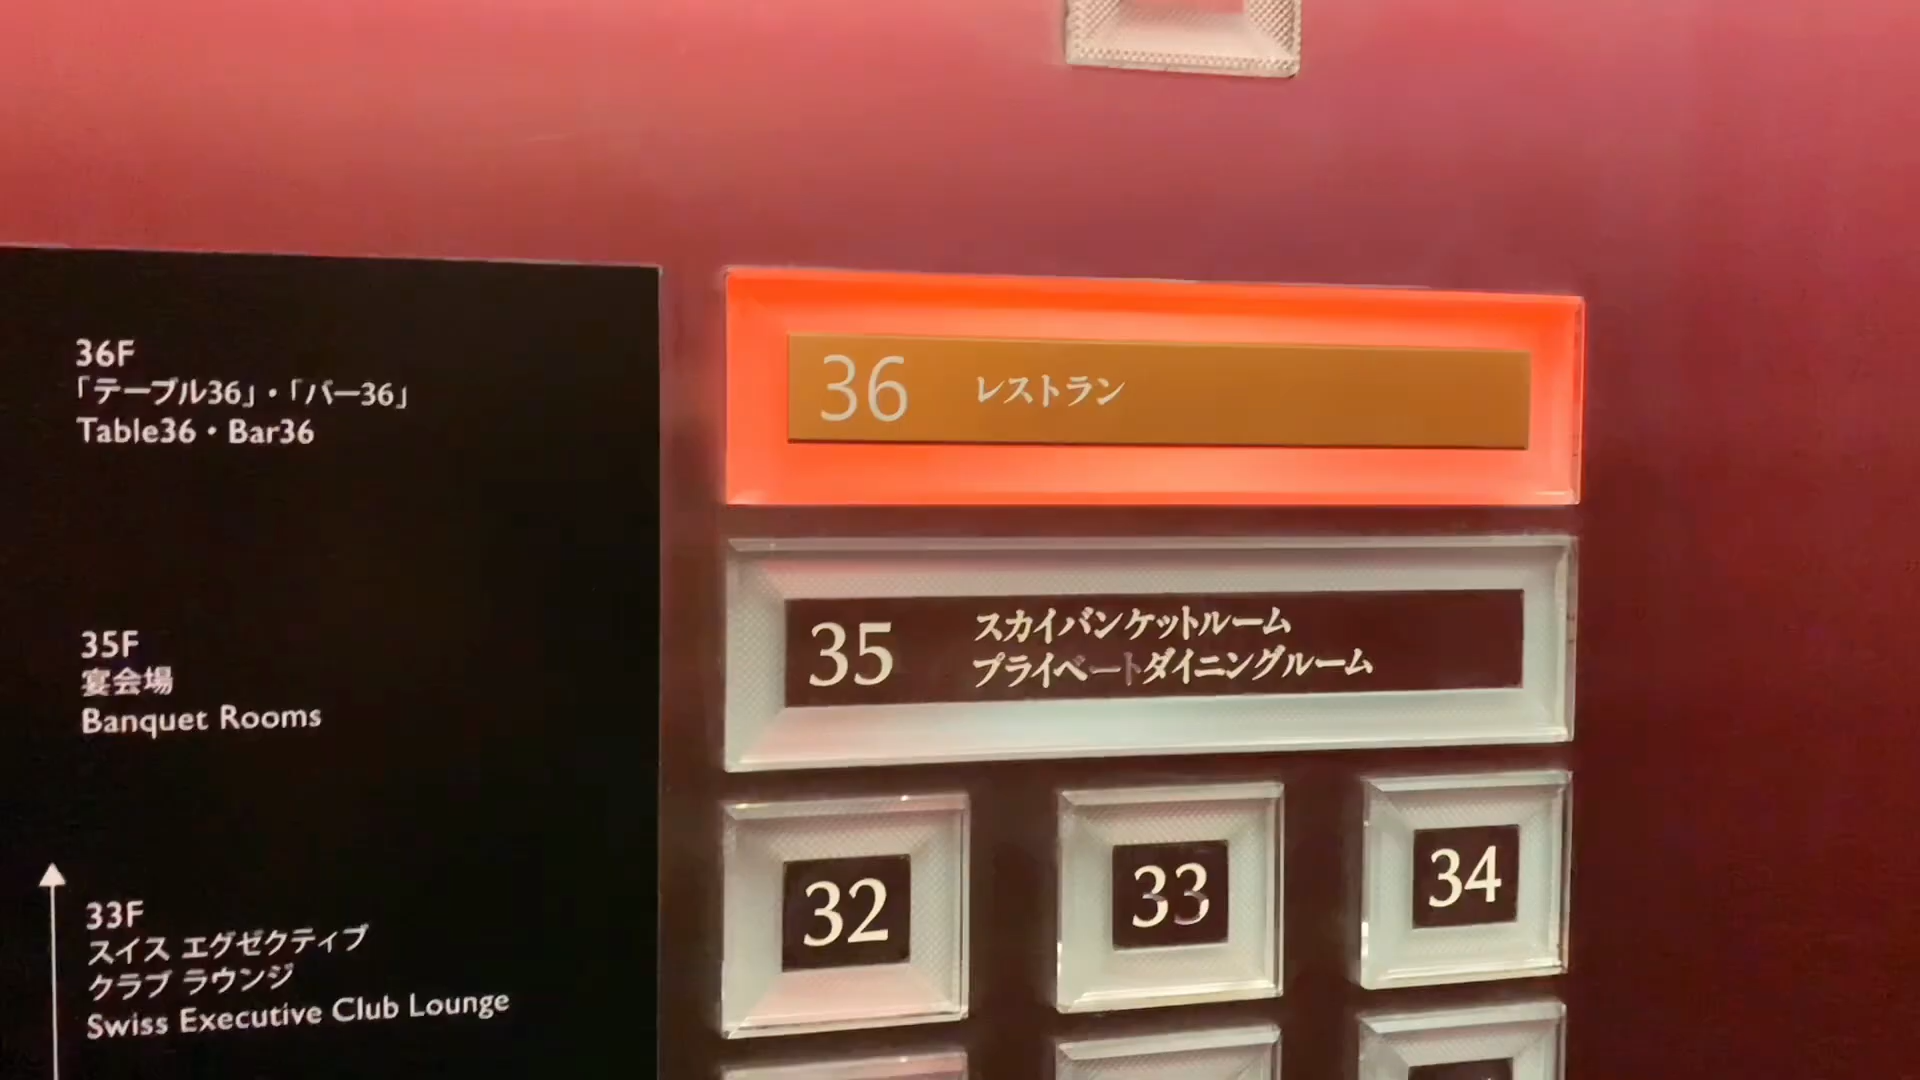 36F
「テーブル36」・「バー36」
Table36・Bar36
35F
宴会場
Banquet Rooms
33F
スイス エグゼクティブ
クラブ ラウンジ
Swiss Executive Club Lounge
36 レストラン
35 スカイバンケットルーム
プライベートダイニングルーム
32
33
34